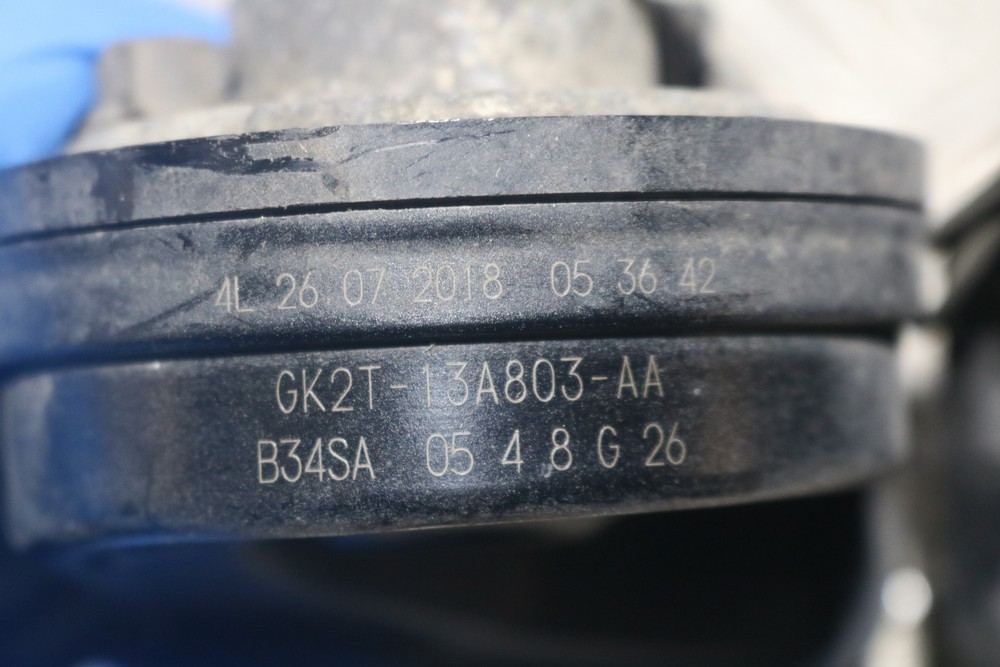 4L 26 07 2018 05 36 42
GK2T-13A803-AA
B34SA 05 4 8 G 26